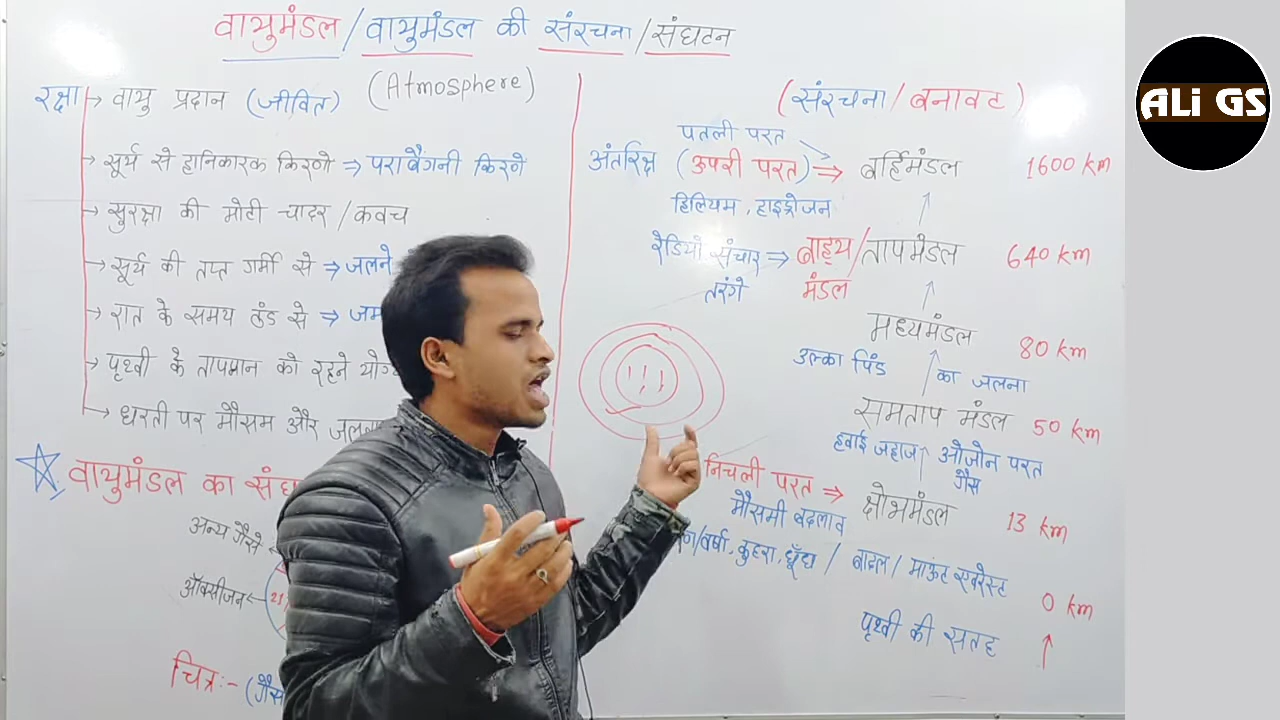 वायुमंडल/वायुमंडल की संरचना/संघटन
(Atmosphere)
रक्षा → वायु प्रदान (जीवित)
→ सूर्य से हानिकारक किरणो ⇒ पराबैंगनी किरणे
→ सुरक्षा की मोटी चादर/कवच
→ सूर्य की तप्त गर्मी से ⇒ जलने
→ रात के समय ठंड से ⇒
→ पृथ्वी के तापमान को रहने
→ धरती पर मौसम और
वायुमंडल का
अन्य गैसे
ऑक्सीजन
चित्र:- (गैस
(संरचना/बनावट)
पतली परत
अंतरिक्ष (ऊपरी परत) ⇒ बर्हिमंडल 1600 km
हिलियम, हाइड्रोजन
रेडियो संचार ⇒ बाह्य/तापमंडल 640 km
तरंगे मंडल
मध्यमंडल 80 km
उल्का पिंड का जलना
समताप मंडल 50 km
हवाई जहाज ओजोन परत
गैस
निचली परत ⇒ क्षोभमंडल 13 km
मौसमी बदलाव
/वर्षा, कुहरा, धूँध / बादल / माऊंट एवरेस्ट
0 km
पृथ्वी की सतह
ALi GS